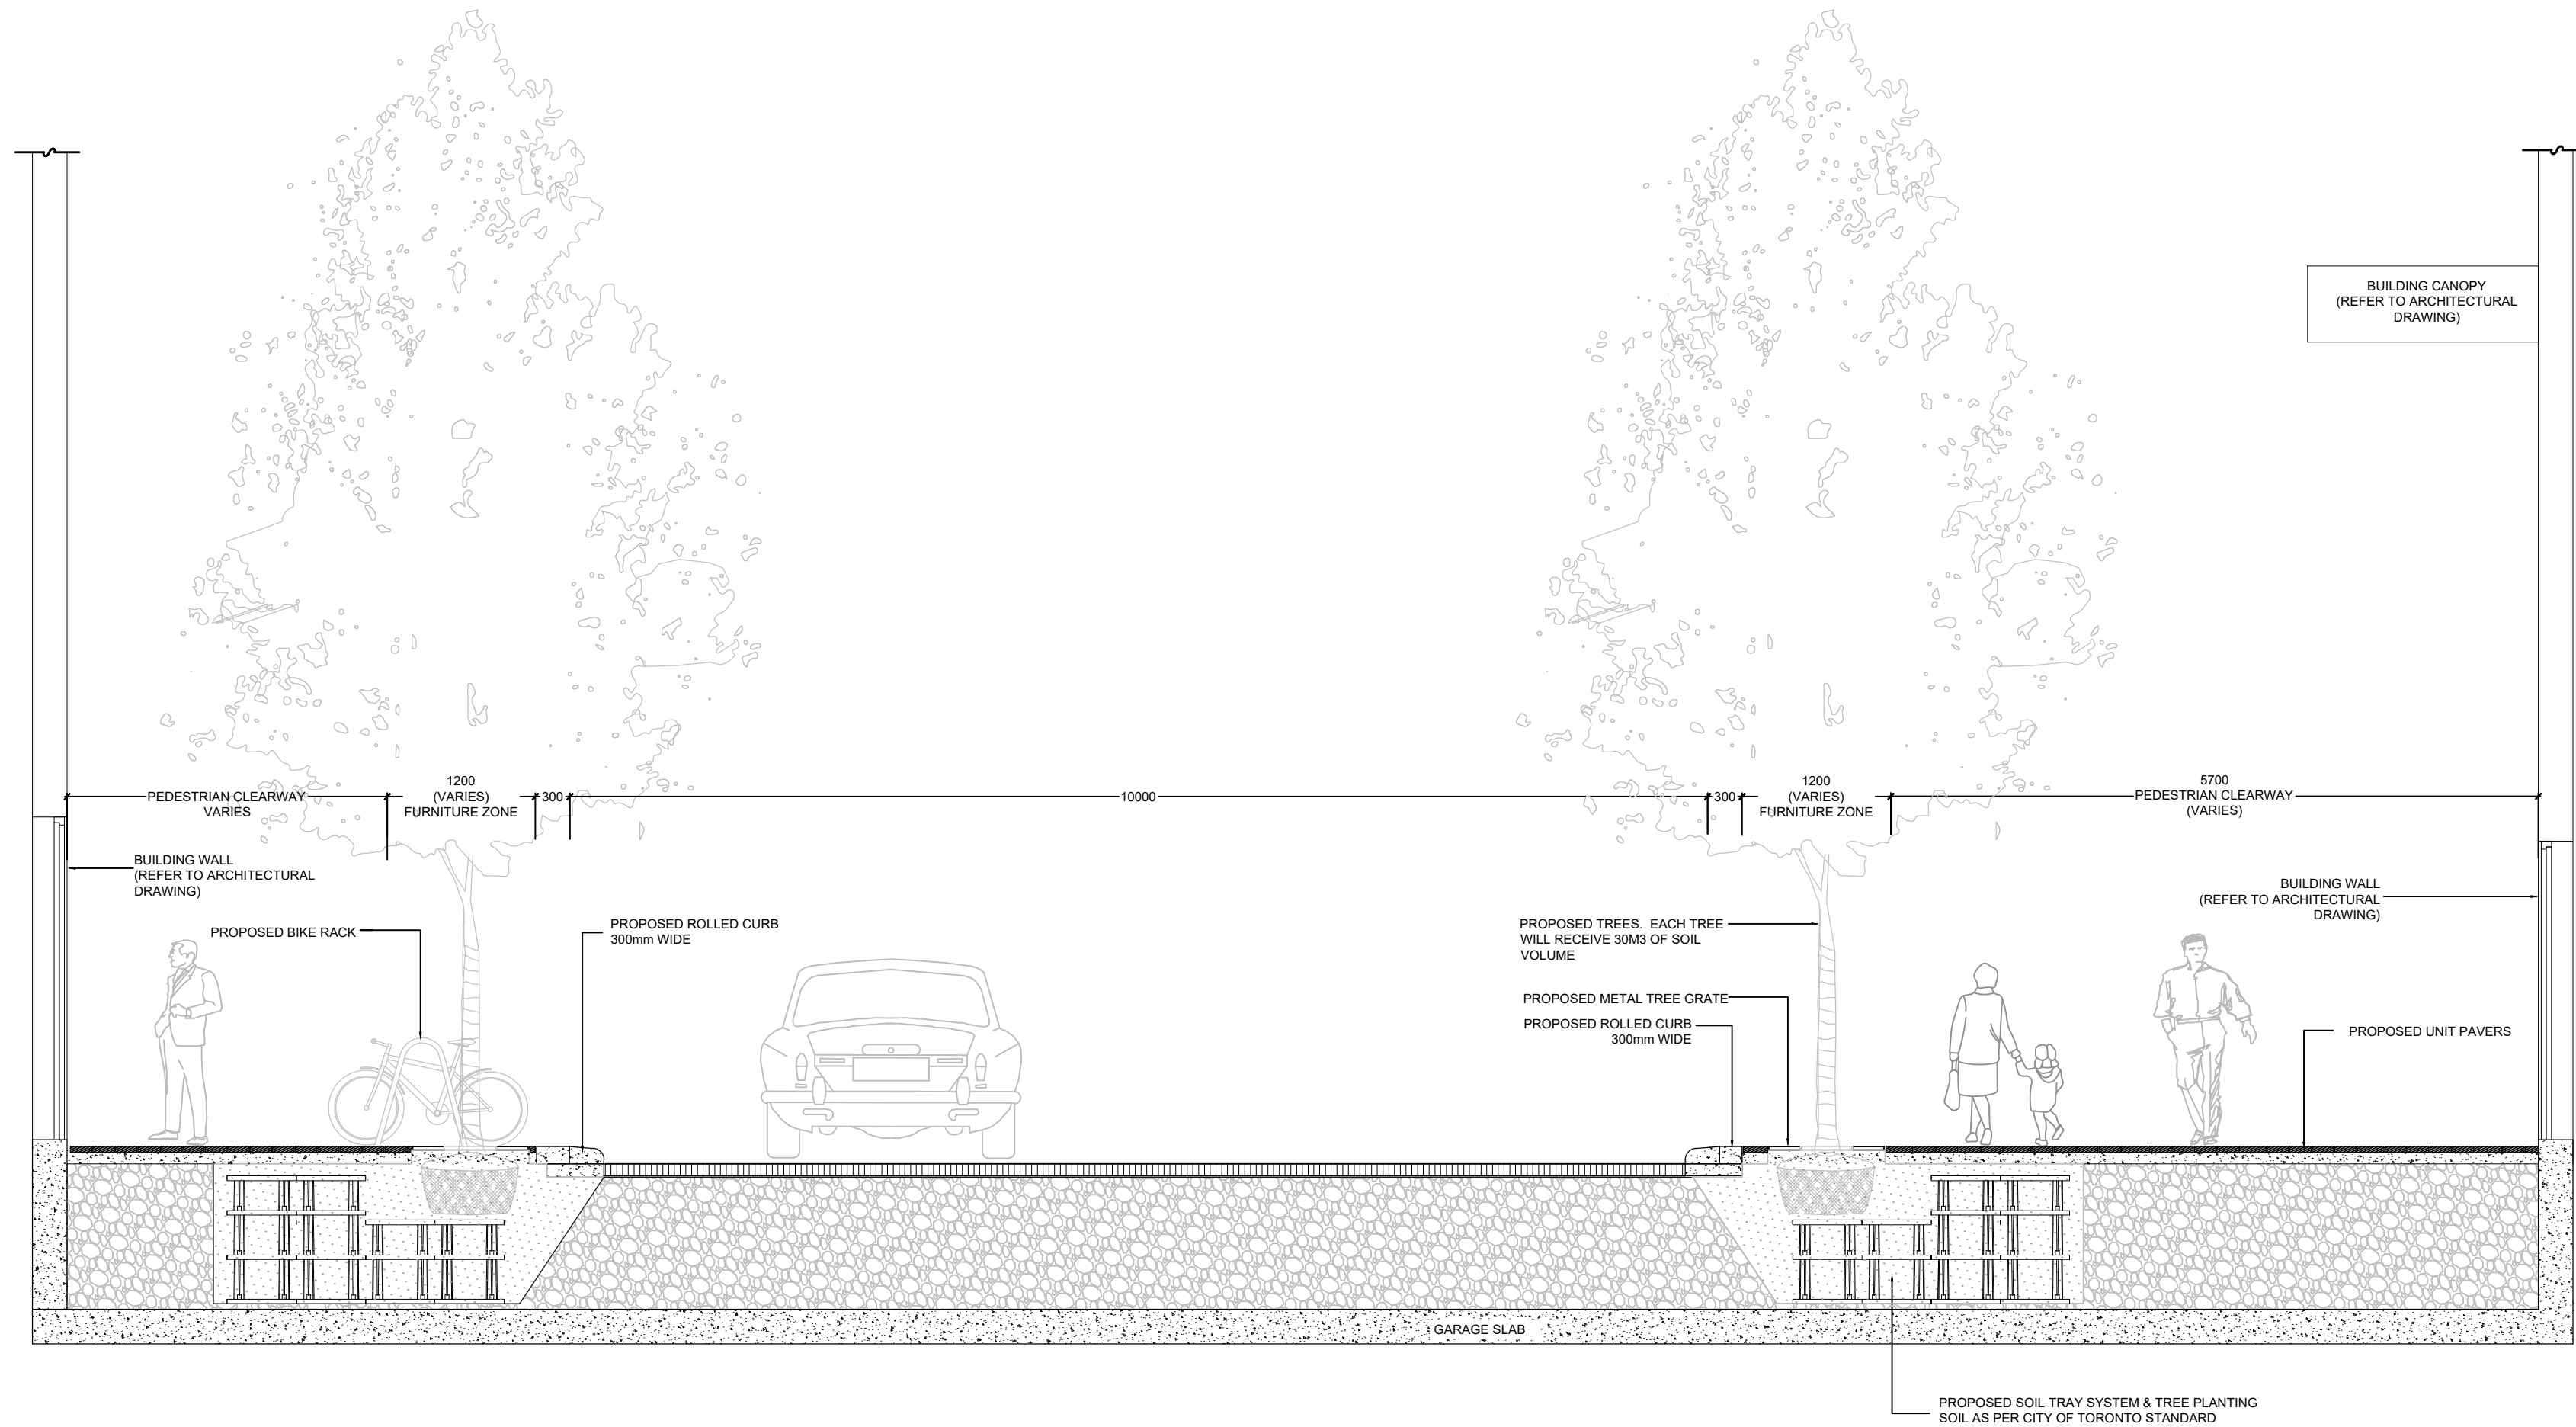 BUILDING CANOPY
(REFER TO ARCHITECTURAL
DRAWING)
PEDESTRIAN CLEARWAY
VARIES
1200
(VARIES)
FURNITURE ZONE
300
10000
300
1200
(VARIES)
FURNITURE ZONE
5700
PEDESTRIAN CLEARWAY
(VARIES)
BUILDING WALL
(REFER TO ARCHITECTURAL
DRAWING)
PROPOSED BIKE RACK
PROPOSED ROLLED CURB
300mm WIDE
PROPOSED TREES. EACH TREE
WILL RECEIVE 30M3 OF SOIL
VOLUME
PROPOSED METAL TREE GRATE
PROPOSED ROLLED CURB
300mm WIDE
BUILDING WALL
(REFER TO ARCHITECTURAL
DRAWING)
PROPOSED UNIT PAVERS
GARAGE SLAB
PROPOSED SOIL TRAY SYSTEM & TREE PLANTING
SOIL AS PER CITY OF TORONTO STANDARD